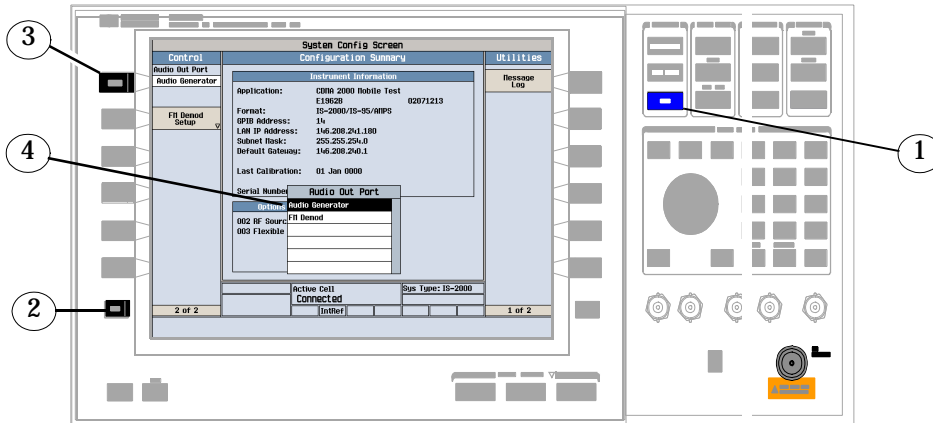 System Config Screen
Control
Configuration Summary
Utilities
Audio Out Port
Audio Generator
FM Demod
Setup
Instrument Information
Application: CDMA 2000 Mobile Test
E1962B 02071213
Format: IS-2000/IS-95/AMPS
GPIB Address: 14
LAN IP Address: 146.208.241.180
Subnet Mask: 255.255.254.0
Default Gateway: 146.208.240.1
Last Calibration: 01 Jan 0000
Serial Number
Options
002 RF Sourc
003 Flexible
Audio Out Port
Audio Generator
FM Demod
Message
Log
Active Cell
Connected
Sys Type: IS-2000
IntRef
2 of 2
1 of 2
3
4
2
1